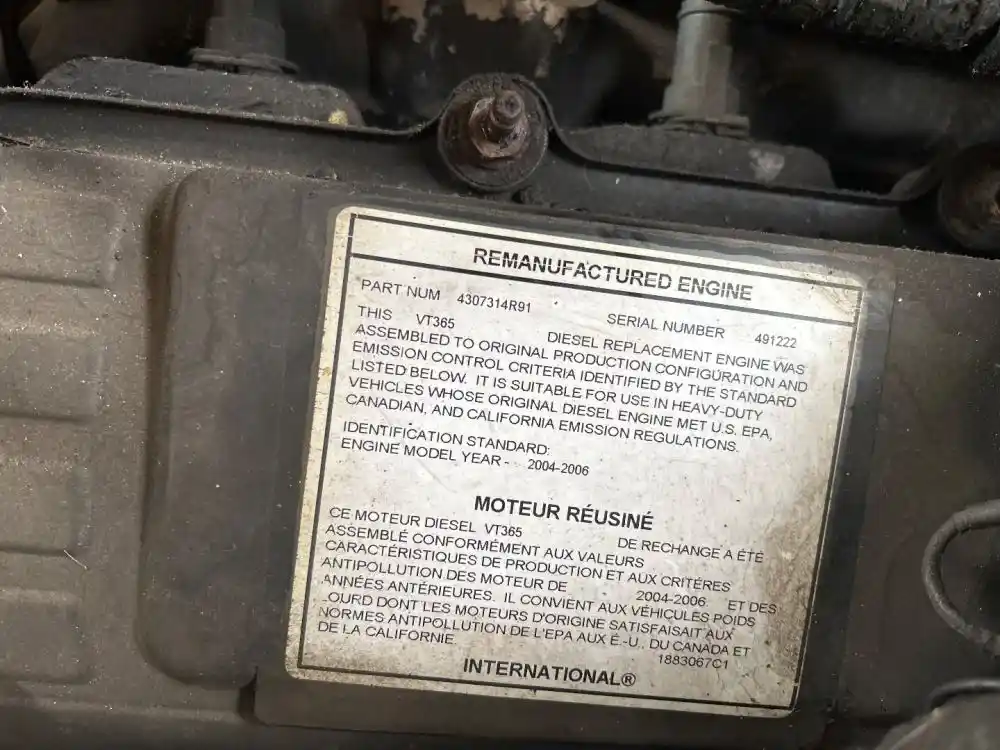 REMANUFACTURED ENGINE
PART NUM 4307314R91 SERIAL NUMBER 491222
THIS VT365 DIESEL REPLACEMENT ENGINE WAS
ASSEMBLED TO ORIGINAL PRODUCTION CONFIGURATION AND
EMISSION CONTROL CRITERIA IDENTIFIED BY THE STANDARD
LISTED BELOW. IT IS SUITABLE FOR USE IN HEAVY-DUTY
VEHICLES WHOSE ORIGINAL DIESEL ENGINE MET U.S. EPA,
CANADIAN, AND CALIFORNIA EMISSION REGULATIONS.
IDENTIFICATION STANDARD:
ENGINE MODEL YEAR - 2004-2006
MOTEUR RÉUSINÉ
CE MOTEUR DIESEL VT365 DE RECHANGE A ÉTÉ
ASSEMBLÉ CONFORMÉMENT AUX VALEURS
CARACTÉRISTIQUES DE PRODUCTION ET AUX CRITÈRES
ANTIPOLLUTION DES MOTEUR DE 2004-2006 ET DES
ANNÉES ANTÉRIEURES. IL CONVIENT AUX VÉHICULES POIDS
OURD DONT LES MOTEURS D'ORIGINE SATISFAISAIT AUX
NORMES ANTIPOLLUTION DE L'EPA AUX É.-U., DU CANADA ET
DE LA CALIFORNIE. 1883067C1
INTERNATIONAL®